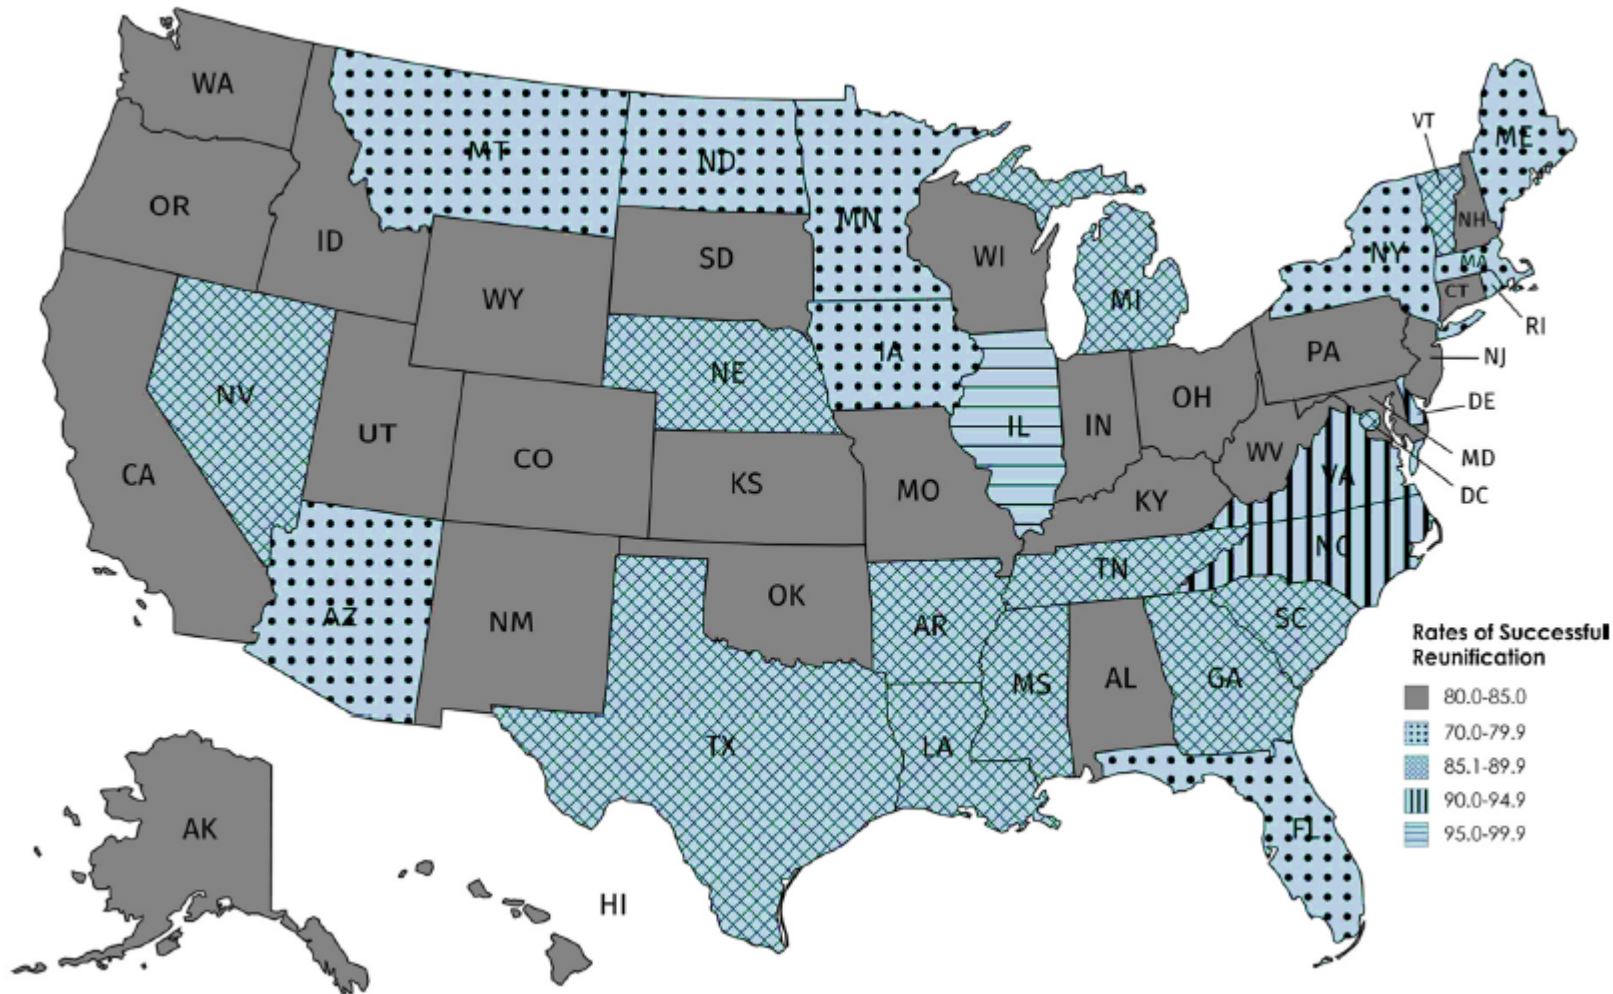 WA
MT
ND
VT
ME
OR
ID
MN
NH
SD
WI
NY
MA
WY
MI
CT
RI
IA
PA
NJ
NV
NE
OH
DE
UT
IL
IN
CO
WV
MD
CA
KS
MO
VA
DC
KY
NC
TN
OK
AZ
NM
AR
SC
Rates of Successful
Reunification
MS
AL
GA
80.0-85.0
70.0-79.9
TX
LA
85.1-89.9
90.0-94.9
AK
FL
95.0-99.9
HI